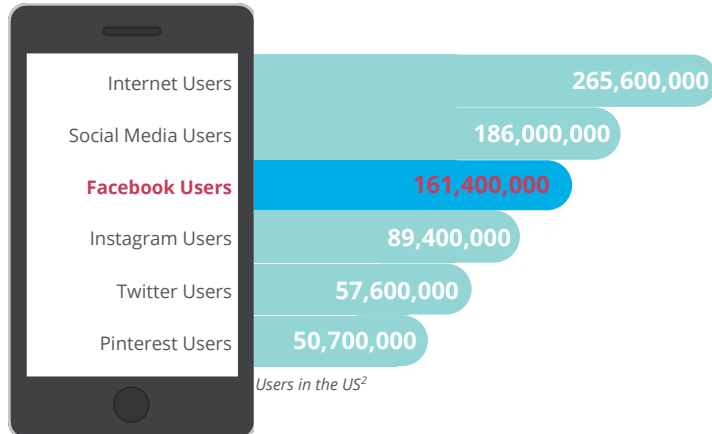 Internet Users 265,600,000
Social Media Users 186,000,000
Facebook Users 161,400,000
Instagram Users 89,400,000
Twitter Users 57,600,000
Pinterest Users 50,700,000
Users in the US²